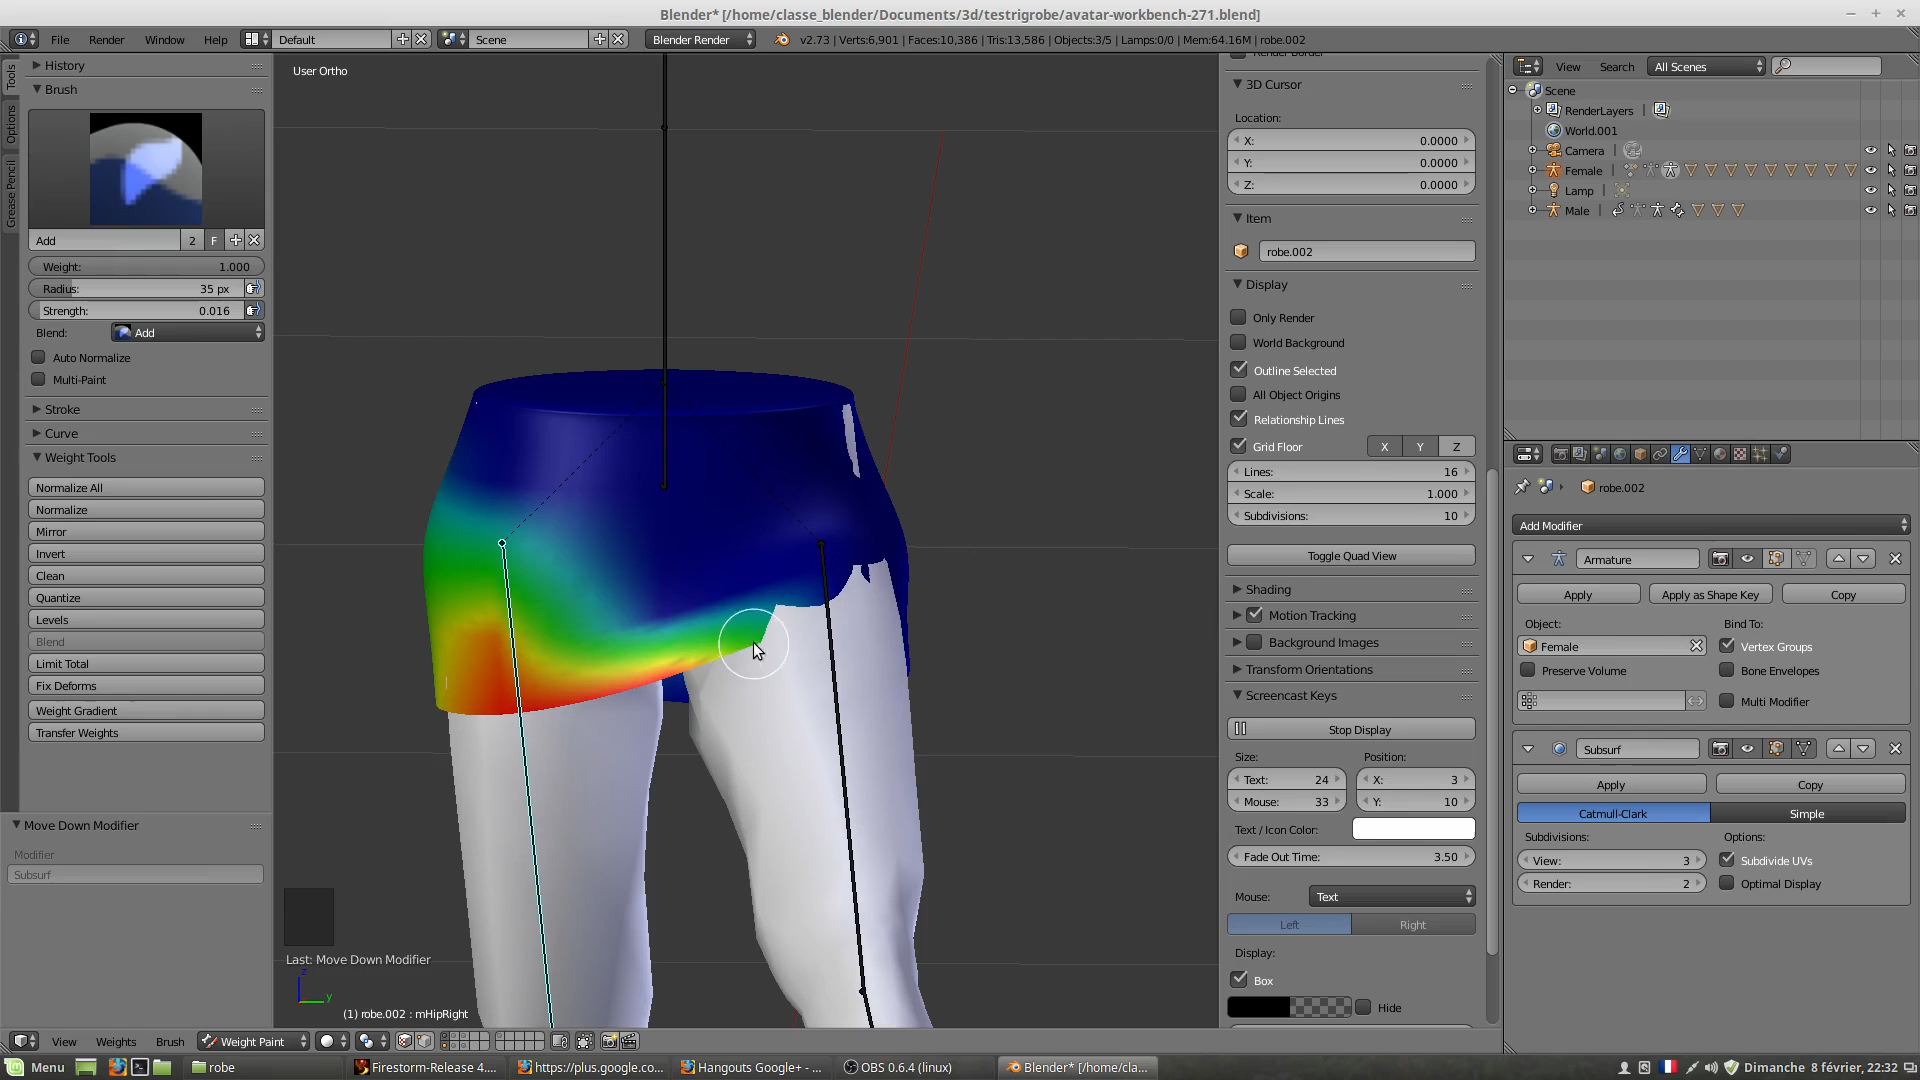 Blender* [/home/classe_blender/Documents/3d/testrigrobe/avatar-workbench-271.blend]
File Render Window Help Default Scene Blender Render v2.73 | Verts:6,901 | Faces:10,386 | Tris:13,586 | Objects:3/5 | Lamps:0/0 | Mem:64.16M | robe.002
Tools
Options
Grease Pencil
History
Brush
Add 2 F
Weight: 1.000
Radius: 35 px
Strength: 0.016
Blend: Add
Auto Normalize
Multi-Paint
Stroke
Curve
Weight Tools
Normalize All
Normalize
Mirror
Invert
Clean
Quantize
Levels
Blend
Limit Total
Fix Deforms
Weight Gradient
Transfer Weights
Move Down Modifier
Modifier
Subsurf
User Ortho
Last: Move Down Modifier
z
y
(1) robe.002 : mHipRight
View Weights Brush Weight Paint
3D Cursor
Location:
X: 0.0000
Y: 0.0000
Z: 0.0000
Item
robe.002
Display
Only Render
World Background
Outline Selected
All Object Origins
Relationship Lines
Grid Floor X Y Z
Lines: 16
Scale: 1.000
Subdivisions: 10
Toggle Quad View
Shading
Motion Tracking
Background Images
Transform Orientations
Screencast Keys
Stop Display
Size: Position:
Text: 24 X: 3
Mouse: 33 Y: 10
Text / Icon Color:
Fade Out Time: 3.50
Mouse: Text
Left Right
Display:
Box
Hide
View Search All Scenes
Scene
RenderLayers |
World.001
Camera |
Female |
Lamp |
Male |
robe.002
Add Modifier
Armature
Apply Apply as Shape Key Copy
Object: Bind To:
Female Vertex Groups
Preserve Volume Bone Envelopes
Multi Modifier
Subsurf
Apply Copy
Catmull-Clark Simple
Subdivisions: Options:
View: 3 Subdivide UVs
Render: 2 Optimal Display
Menu robe Firestorm-Release 4.... https://plus.google.co... Hangouts Google+ - ... OBS 0.6.4 (linux) Blender* [/home/cla... Dimanche 8 février, 22:32